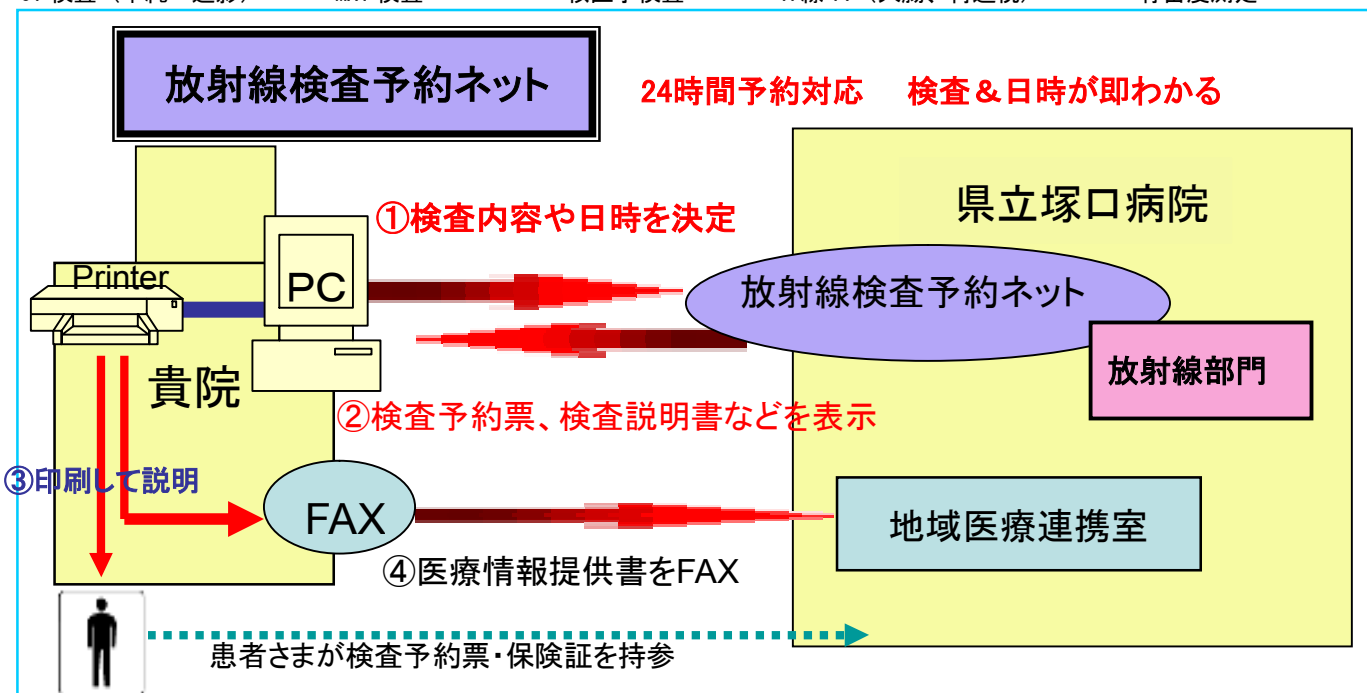 放射線検査予約ネット
24時間予約対応 検査＆日時が即わかる
県立塚口病院
①検査内容や日時を決定
Printer
PC
放射線検査予約ネット
放射線部門
貴院
②検査予約票、検査説明書などを表示
③印刷して説明
FAX
地域医療連携室
④医療情報提供書をFAX
患者さまが検査予約票・保険証を持参